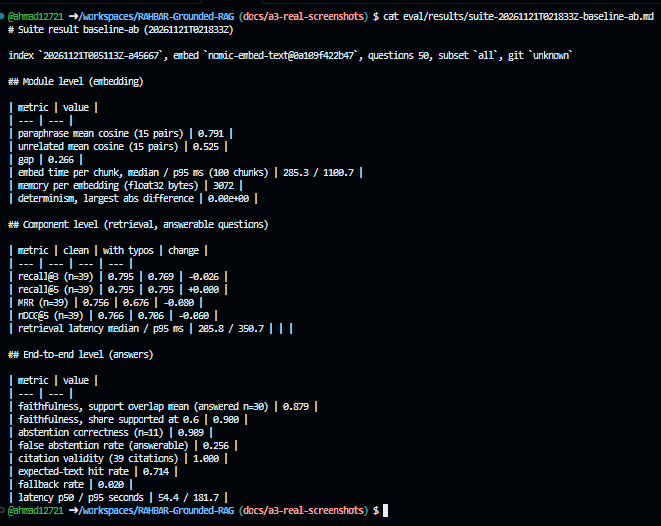 @ahmad12721 ➜/workspaces/RAHBAR-Grounded-RAG (docs/a3-real-screenshots) $ cat eval/results/suite-20261121T021833Z-baseline-ab.md
# Suite result baseline-ab (20261121T021833Z)
index `20261121T005113Z-a45667`, embed `nomic-embed-text@0a109f422b47`, questions 50, subset `all`, git `unknown`
## Module level (embedding)
| metric | value |
| --- | --- |
| paraphrase mean cosine (15 pairs) | 0.791 |
| unrelated mean cosine (15 pairs) | 0.525 |
| gap | 0.266 |
| embed time per chunk, median / p95 ms (100 chunks) | 285.3 / 1100.7 |
| memory per embedding (float32 bytes) | 3072 |
| determinism, largest abs difference | 0.00e+00 |
## Component level (retrieval, answerable questions)
| metric | clean | with typos | change |
| --- | --- | --- | --- |
| recall@3 (n=39) | 0.795 | 0.769 | -0.026 |
| recall@5 (n=39) | 0.795 | 0.795 | +0.000 |
| MRR (n=39) | 0.756 | 0.676 | -0.080 |
| nDCG@5 (n=39) | 0.766 | 0.706 | -0.060 |
| retrieval latency median / p95 ms | 205.8 / 350.7 | | |
## End-to-end level (answers)
| metric | value |
| --- | --- |
| faithfulness, support overlap mean (answered n=30) | 0.879 |
| faithfulness, share supported at 0.6 | 0.900 |
| abstention correctness (n=11) | 0.909 |
| false abstention rate (answerable) | 0.256 |
| citation validity (39 citations) | 1.000 |
| expected-text hit rate | 0.714 |
| fallback rate | 0.020 |
| latency p50 / p95 seconds | 54.4 / 181.7 |
@ahmad12721 ➜/workspaces/RAHBAR-Grounded-RAG (docs/a3-real-screenshots) $